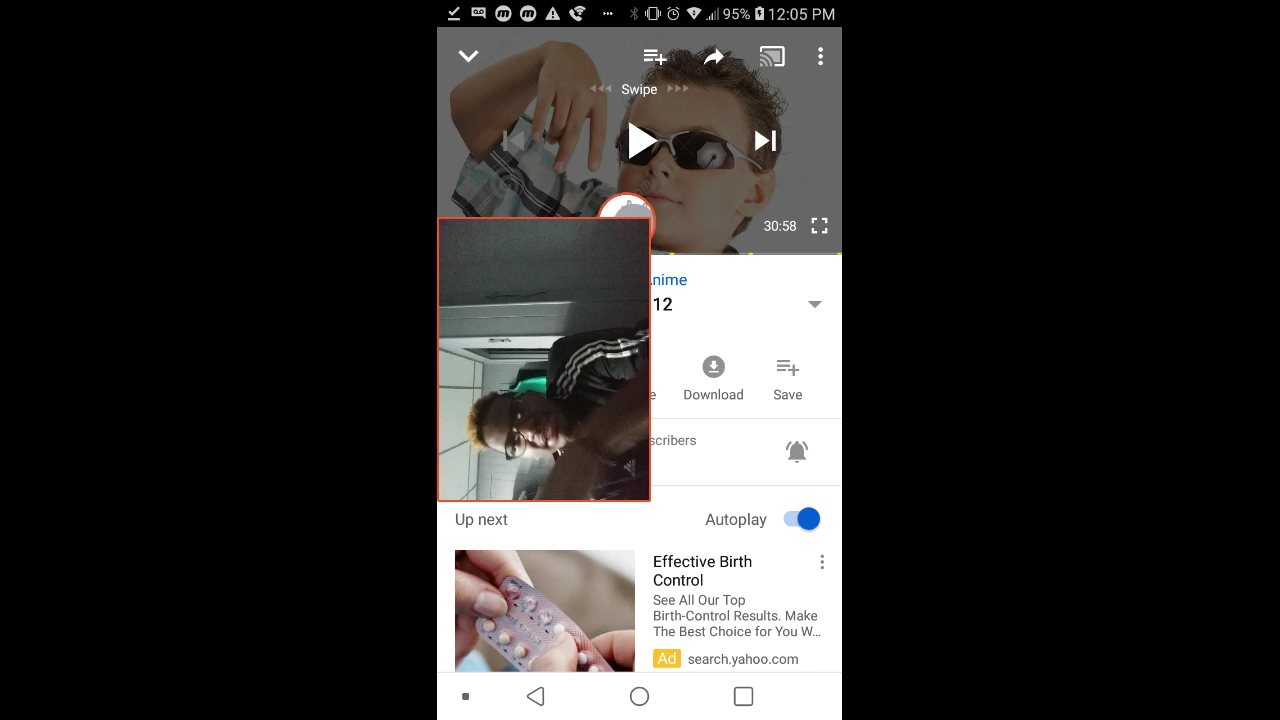 95% 12:05 PM
Swipe
30:58
nime
12
e
Download
Save
scribers
Up next
Autoplay
Effective Birth
Control
See All Our Top
Birth-Control Results. Make
The Best Choice for You W...
Ad search.yahoo.com